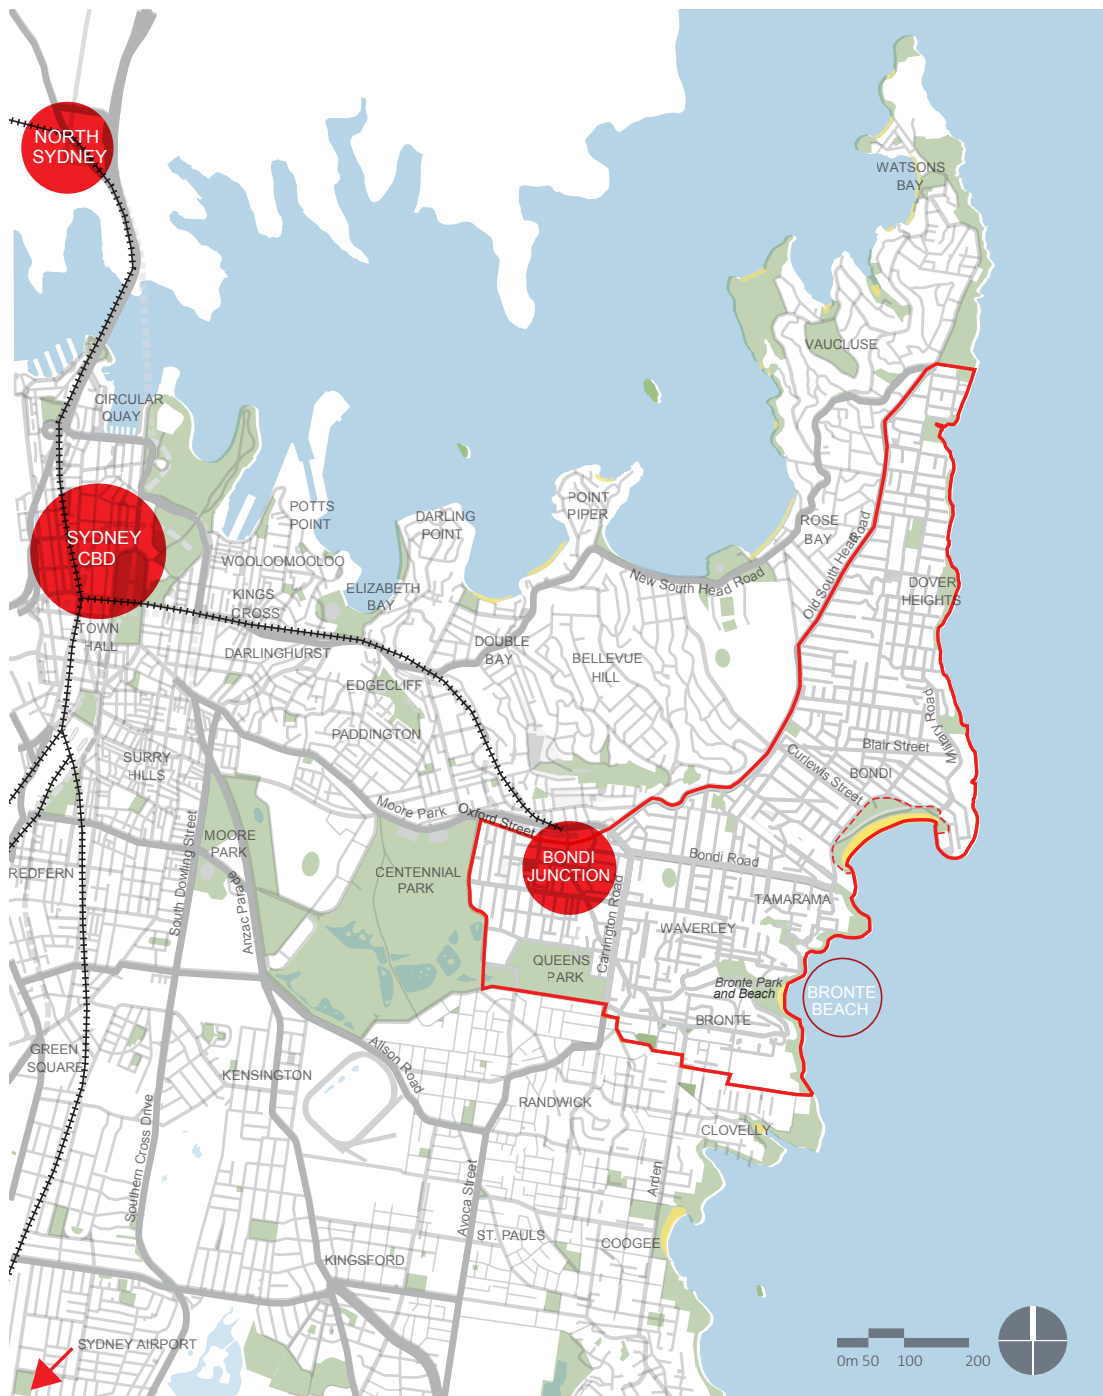 NORTH
SYDNEY
WATSONS
BAY
VAUCLUSE
CIRCULAR
QUAY
POTTS
POINT
DARLING
POINT
POINT
PIPER
ROSE
BAY
Old South Head Road
SYDNEY
CBD
WOOLOOMOOLOO
KINGS
CROSS
ELIZABETH
BAY
New South Head Road
DOVER
HEIGHTS
TOWN
HALL
DARLINGHURST
DOUBLE
BAY
BELLEVUE
HILL
EDGECLIFF
PADDINGTON
Military Road
Blair Street
BONDI
Curlewis Street
SURRY
HILLS
Moore Park
Oxford Street
MOORE
PARK
South Dowling Street
Anzac Parade
REDFERN
CENTENNIAL
PARK
BONDI
JUNCTION
Bondi Road
TAMARAMA
Carrington Road
WAVERLEY
QUEENS
PARK
Bronte Park
and Beach
BRONTE
BEACH
BRONTE
GREEN
SQUARE
KENSINGTON
Alison Road
RANDWICK
CLOVELLY
Southern Cross Drive
Avoca Street
Arden
ST. PAULS
COOGEE
KINGSFORD
SYDNEY AIRPORT
0m 50 100 200